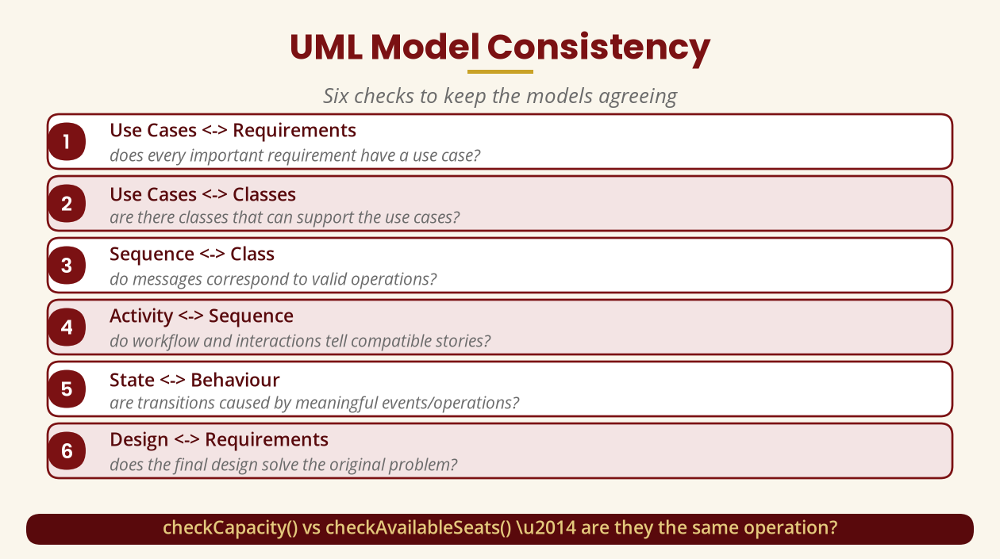 UML Model Consistency
Six checks to keep the models agreeing
1
Use Cases <-> Requirements
does every important requirement have a use case?
2
Use Cases <-> Classes
are there classes that can support the use cases?
3
Sequence <-> Class
do messages correspond to valid operations?
4
Activity <-> Sequence
do workflow and interactions tell compatible stories?
5
State <-> Behaviour
are transitions caused by meaningful events/operations?
6
Design <-> Requirements
does the final design solve the original problem?
checkCapacity() vs checkAvailableSeats() \u2014 are they the same operation?